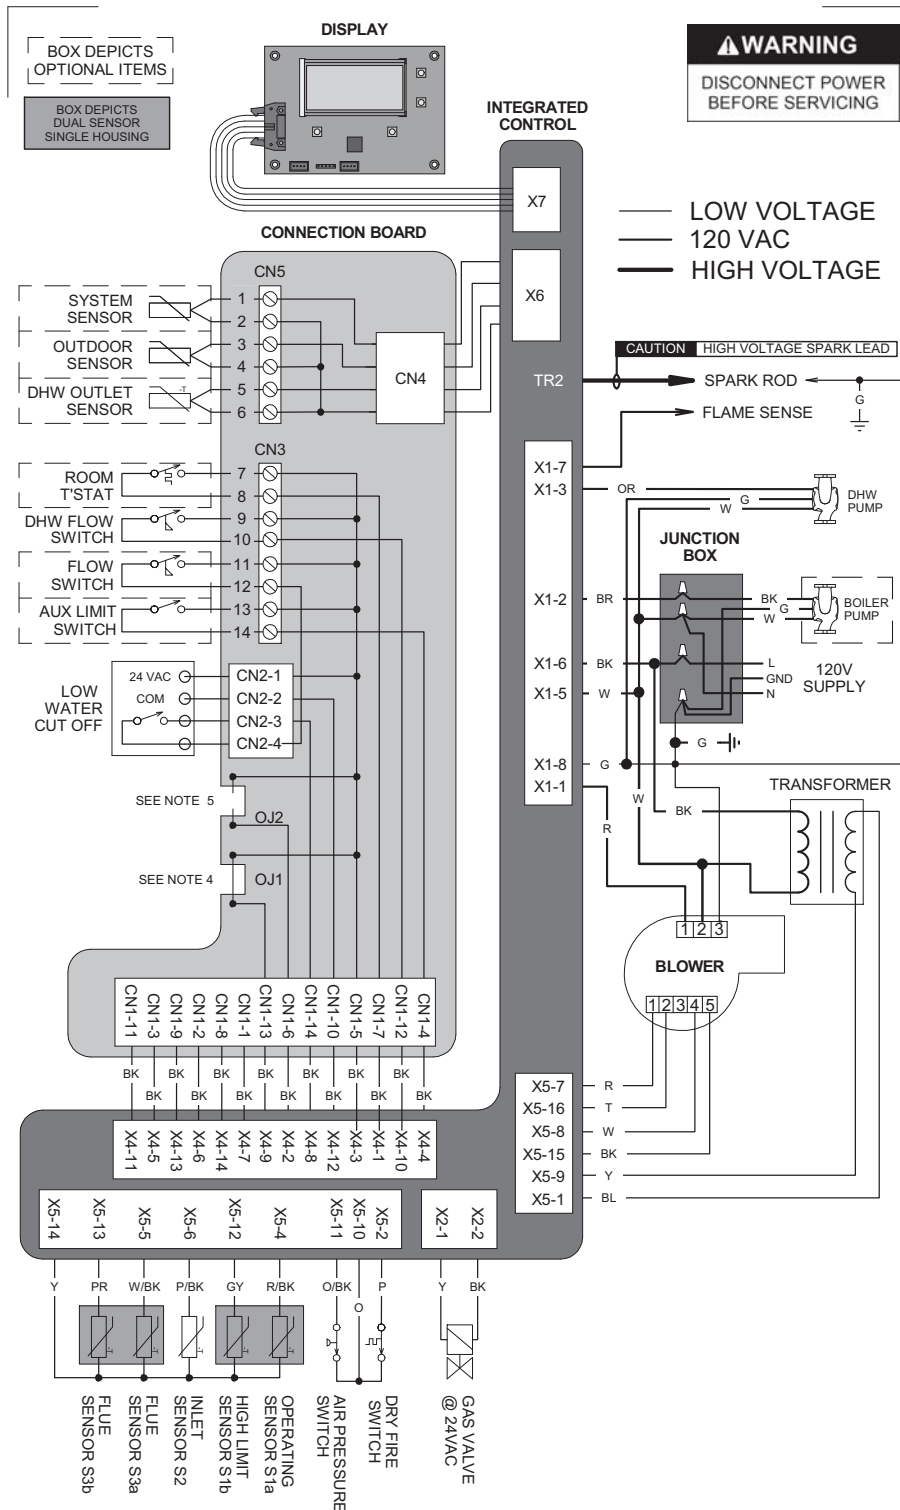 BOX DEPICTS
OPTIONAL ITEMS
BOX DEPICTS
DUAL SENSOR
SINGLE HOUSING
DISPLAY
WARNING
DISCONNECT POWER
BEFORE SERVICING
INTEGRATED
CONTROL
X7
LOW VOLTAGE
120 VAC
HIGH VOLTAGE
CONNECTION BOARD
CN5
X6
SYSTEM
SENSOR
1
2
OUTDOOR
SENSOR
3
4
DHW OUTLET
SENSOR
-T
5
6
CN4
CAUTION HIGH VOLTAGE SPARK LEAD
TR2
SPARK ROD
G
FLAME SENSE
CN3
ROOM
T'STAT
7
8
DHW FLOW
SWITCH
9
10
FLOW
SWITCH
11
12
AUX LIMIT
SWITCH
13
14
X1-7
X1-3
OR
G
W
DHW
PUMP
JUNCTION
BOX
X1-2
BR
BK
G
W
BOILER
PUMP
X1-6
BK
L
GND
N
120V
SUPPLY
X1-5
W
LOW
WATER
CUT OFF
24 VAC
COM
CN2-1
CN2-2
CN2-3
CN2-4
G
X1-8
G
X1-1
SEE NOTE 5
OJ2
SEE NOTE 4
OJ1
R
W
BK
TRANSFORMER
1 2 3
BLOWER
1 2 3 4 5
CN1-11
CN1-3
CN1-9
CN1-2
CN1-8
CN1-1
CN1-13
CN1-6
CN1-14
CN1-10
CN1-5
CN1-7
CN1-12
CN1-4
BK BK BK BK BK BK BK
BK BK BK BK BK BK BK
X4-11
X4-5
X4-13
X4-6
X4-14
X4-7
X4-9
X4-2
X4-8
X4-12
X4-3
X4-1
X4-10
X4-4
X5-7
R
X5-16
T
X5-8
W
X5-15
BK
X5-9
Y
X5-1
BL
X5-14
X5-13
X5-5
X5-6
X5-12
X5-4
X5-11
X5-10
X5-2
X2-1
X2-2
Y PR W/BK P/BK GY R/BK O/BK O P Y BK
-T -T -T -T -T
FLUE
SENSOR S3b
FLUE
SENSOR S3a
INLET
SENSOR S2
HIGH LIMIT
SENSOR S1b
OPERATING
SENSOR S1a
AIR PRESSURE
SWITCH
DRY FIRE
SWITCH
GAS VALVE
@ 24VAC